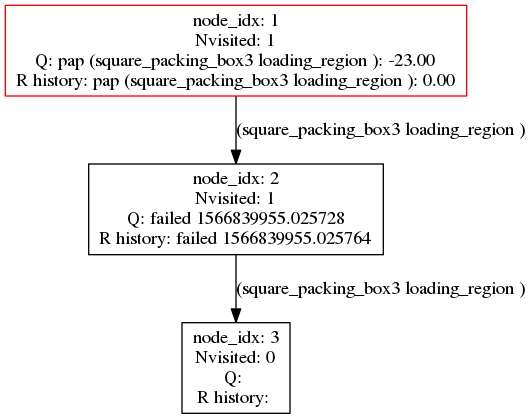 node_idx: 1
Nvisited: 1
Q: pap (square_packing_box3 loading_region ): -23.00
R history: pap (square_packing_box3 loading_region ): 0.00
(square_packing_box3 loading_region )
node_idx: 2
Nvisited: 1
Q: failed 1566839955.025728
R history: failed 1566839955.025764
(square_packing_box3 loading_region )
node_idx: 3
Nvisited: 0
Q:
R history: